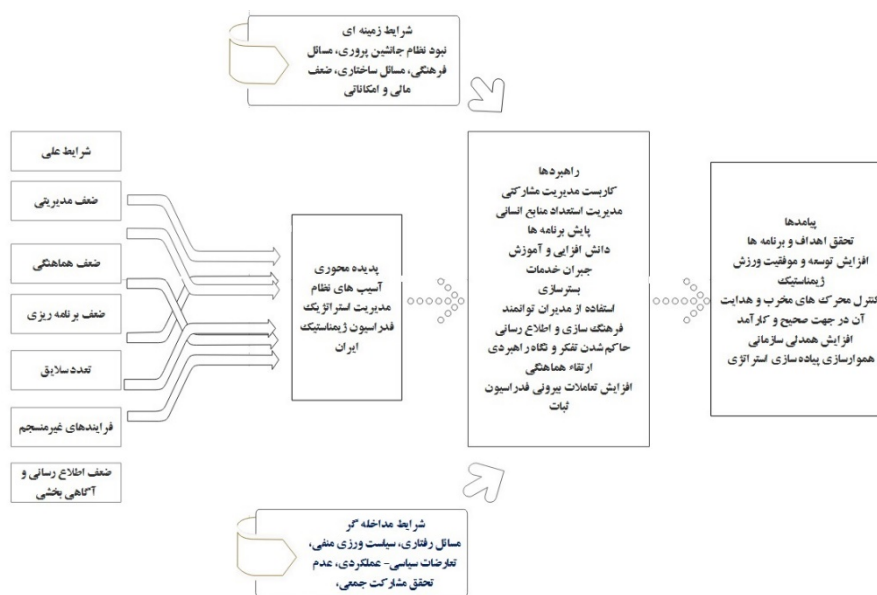 شرایط زمینه ای
نبود نظام جانشین پروری، مسائل
فرهنگی، مسائل ساختاری، ضعف
مالی و امکاناتی
شرایط علی
ضعف مدیریتی
ضعف هماهنگی
ضعف برنامه ریزی
تعدد سلایق
فرایندهای غیرمنسجم
ضعف اطلاع رسانی و
آگاهی بخشی
پدیده محوری
آسیب های نظام
مدیریت استراتژیک
فدراسیون ژیمناستیک
ایران
راهبردها
کاربست مدیریت مشارکتی
مدیریت استعداد منابع انسانی
پایش برنامه ها
دانش افزایی و آموزش
جبران خدمات
بسترسازی
استفاده از مدیران توانمند
فرهنگ سازی و اطلاع رسانی
حاکم شدن تفکر و نگاه راهبردی
ارتقاء هماهنگی
افزایش تعاملات بیرونی فدراسیون
ثبات
پیامدها
تحقق اهداف و برنامه ها
افزایش توسعه و موفقیت ورزش
ژیمناستیک
کنترل محرک های مخرب و هدایت
آن در جهت صحیح و کارآمد
افزایش همدلی سازمانی
هموارسازی پیاده سازی استراتژی
شرایط مداخله گر
مسائل رفتاری، سیاست ورزی منفی،
تعارضات سیاسی- عملکردی، عدم
تحقق مشارکت جمعی،